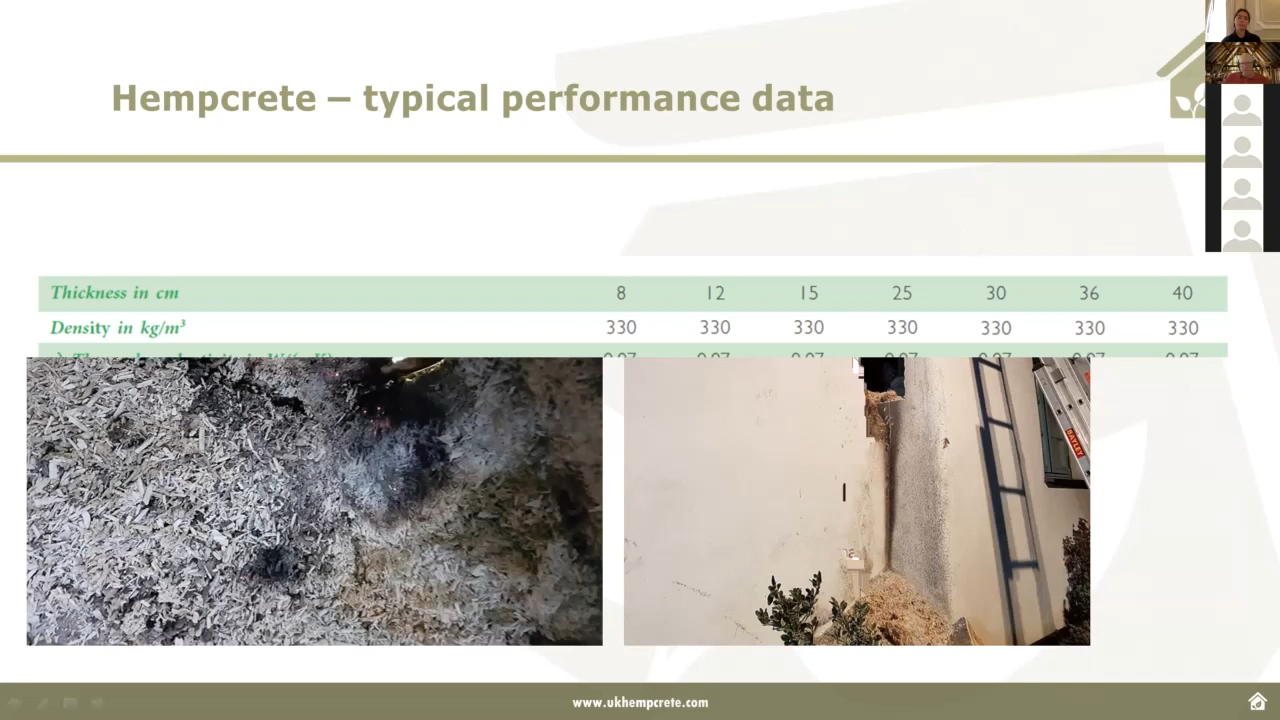 Hempcrete – typical performance data
Thickness in cm 8 12 15 25 30 36 40
Density in kg/m³ 330 330 330 330 330 330 330
BAYLEY
www.ukhempcrete.com